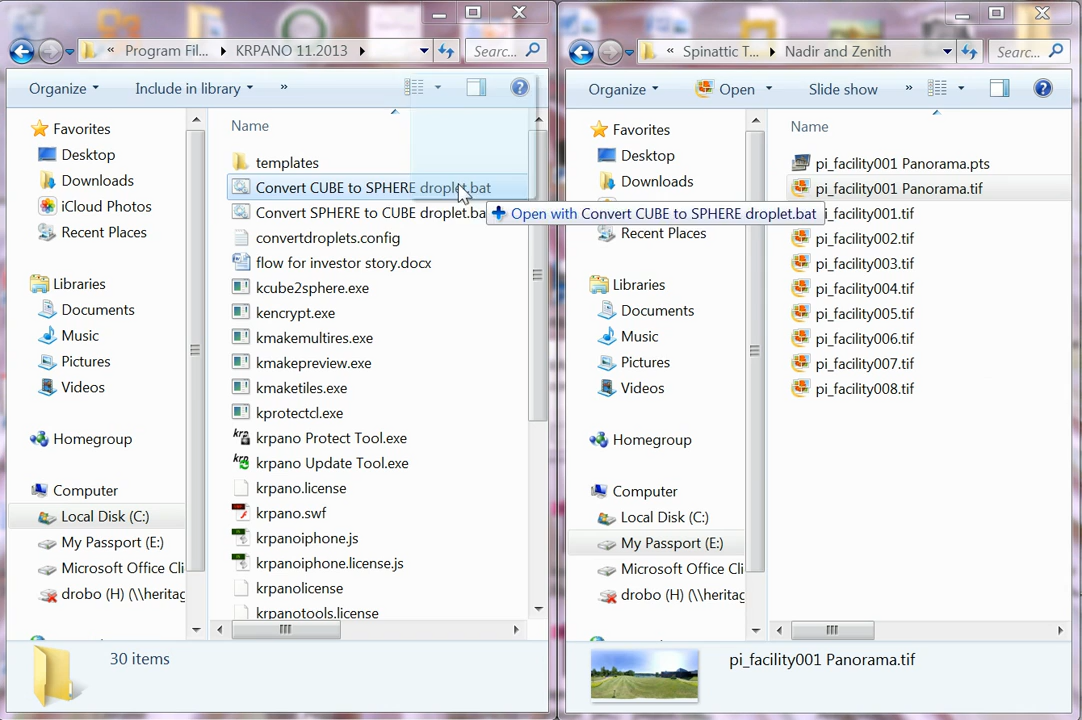 « Program Fil... KRPANO 11.2013 Searc...
Organize Include in library »
Favorites
Desktop
Downloads
iCloud Photos
Recent Places
Libraries
Documents
Music
Pictures
Videos
Homegroup
Computer
Local Disk (C:)
My Passport (E:)
Microsoft Office Cli
drobo (H) (\\heritag
Name
templates
Convert CUBE to SPHERE droplet.bat
Convert SPHERE to CUBE droplet.ba
convertdroplets.config
flow for investor story.docx
kcube2sphere.exe
kencrypt.exe
kmakemultires.exe
kmakepreview.exe
kmaketiles.exe
kprotectcl.exe
krpano Protect Tool.exe
krpano Update Tool.exe
krpano.license
krpano.swf
krpanoiphone.js
krpanoiphone.license.js
krpanolicense
krpanotools.license
30 items
Open with Convert CUBE to SPHERE droplet.bat
« Spinattic T... Nadir and Zenith Searc...
Organize Open Slide show »
Favorites
Desktop
Downloads
Recent Places
Libraries
Documents
Music
Pictures
Videos
Homegroup
Computer
Local Disk (C:)
My Passport (E:)
Microsoft Office Cli
drobo (H) (\\heritag
Name
pi_facility001 Panorama.pts
pi_facility001 Panorama.tif
pi_facility001.tif
pi_facility002.tif
pi_facility003.tif
pi_facility004.tif
pi_facility005.tif
pi_facility006.tif
pi_facility007.tif
pi_facility008.tif
pi_facility001 Panorama.tif